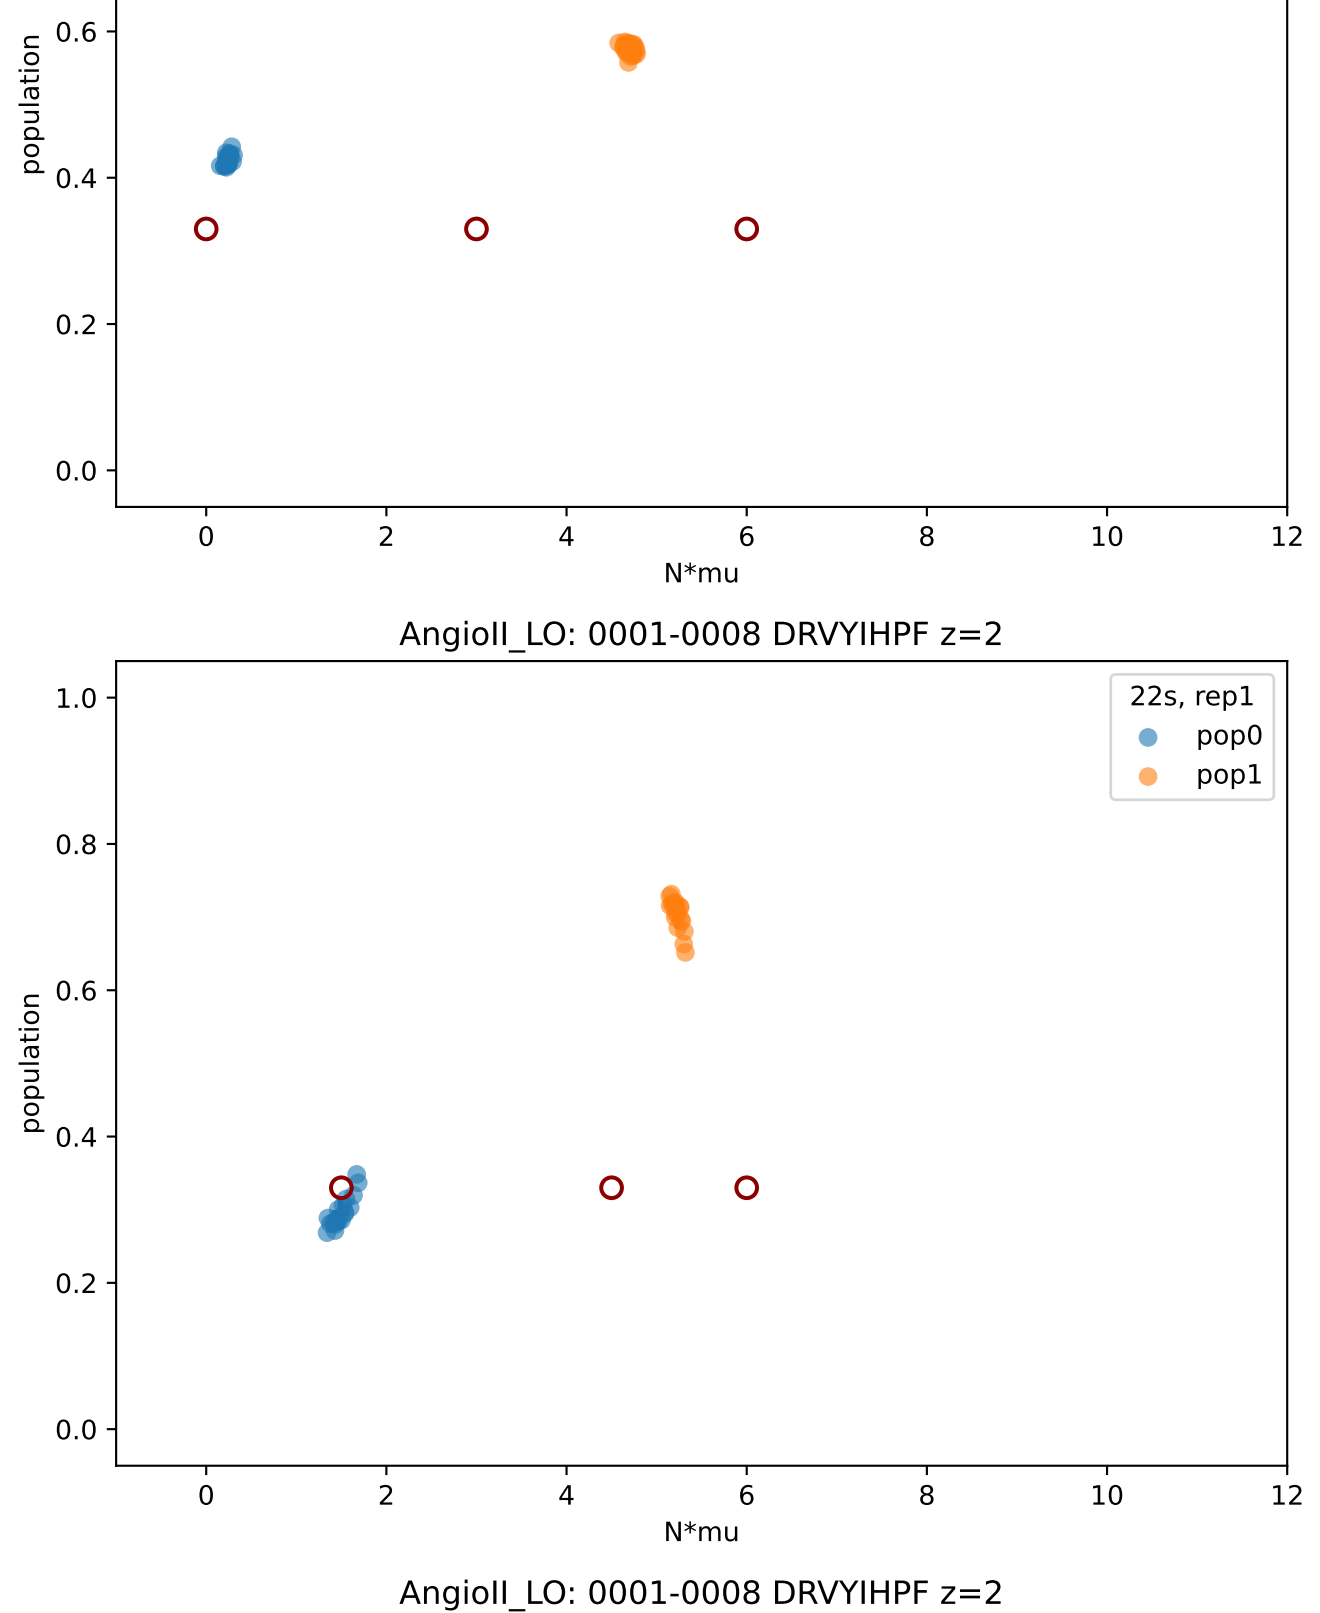 0.6
0.4
0.2
0.0
population
0 2 4 6 8 10 12
N*mu
AngioII_LO: 0001-0008 DRVYIHPF z=2
22s, rep1
pop0
pop1
1.0
0.8
0.6
0.4
0.2
0.0
population
0 2 4 6 8 10 12
N*mu
AngioII_LO: 0001-0008 DRVYIHPF z=2